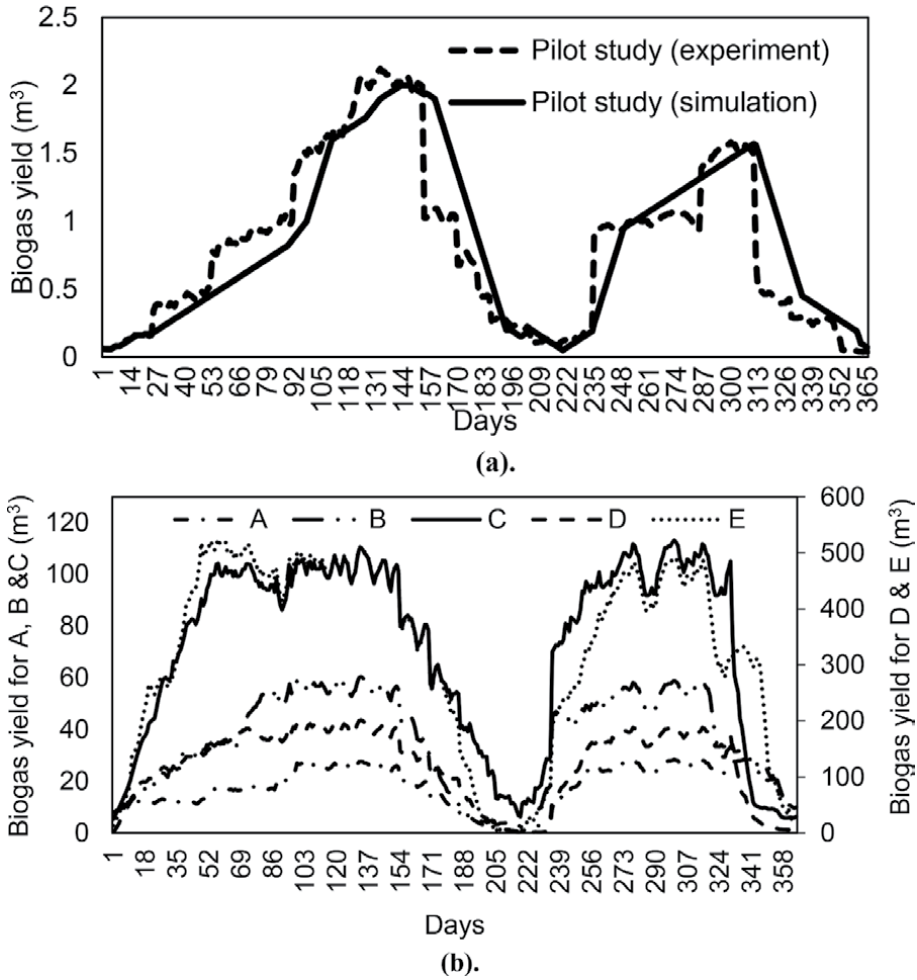 2.5
2
1.5
1
0.5
0
Biogas yield (m³)
Pilot study (experiment)
Pilot study (simulation)
1 14 27 40 53 66 79 92 105 118 131 144 157 170 183 196 209 222 235 248 261 274 287 300 313 326 339 352 365
Days
(a).
Biogas yield for A, B &C (m³)
120
100
80
60
40
20
0
A B C D E
600
500
400
300
200
100
0
Biogas yield for D & E (m³)
1 18 35 52 69 86 103 120 137 154 171 188 205 222 239 256 273 290 307 324 341 358
Days
(b).